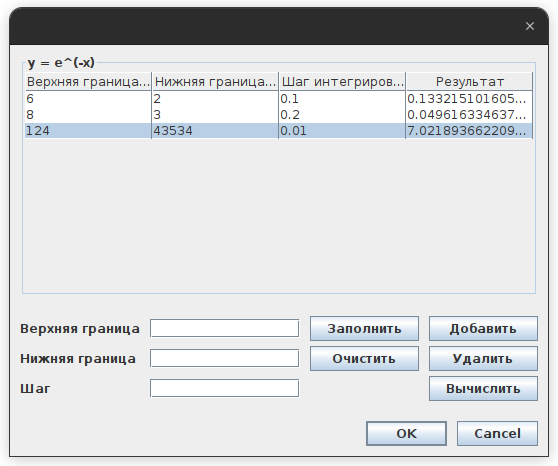 y = e^(-x)
Верхняя граница... Нижняя граница... Шаг интегриров... Результат
6 2 0.1 0.133215101605...
8 3 0.2 0.049616334637...
124 43534 0.01 7.021893662209...
Верхняя граница Заполнить Добавить
Нижняя граница Очистить Удалить
Шаг Вычислить
OK Cancel